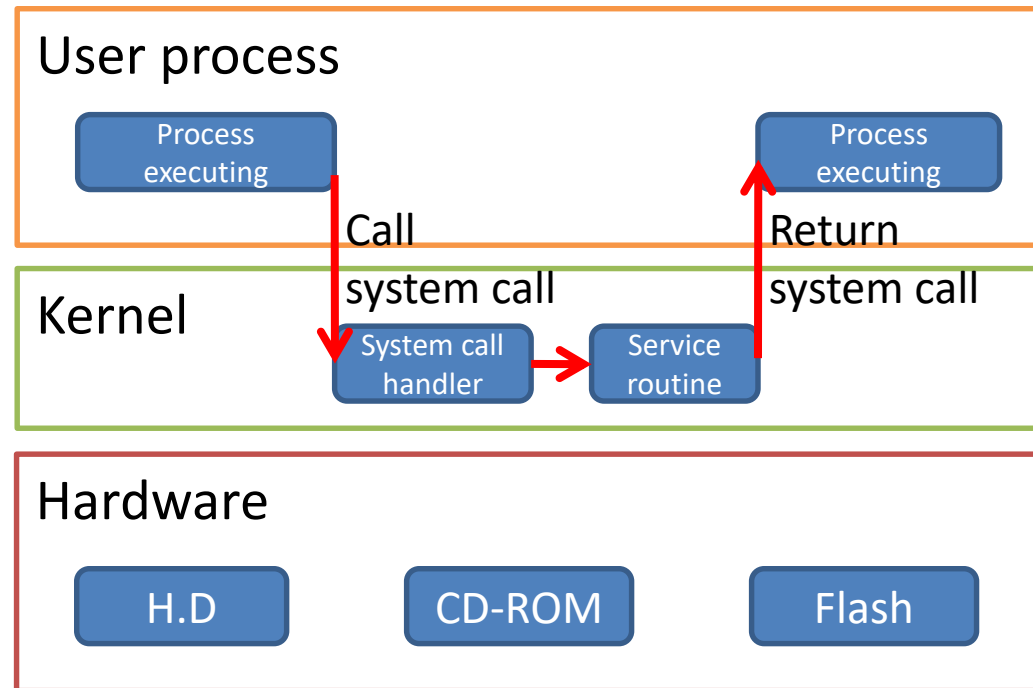 User process
Process
executing
Process
executing
Call
system call
Return
system call
Kernel
System call
handler
Service
routine
Hardware
H.D
CD-ROM
Flash